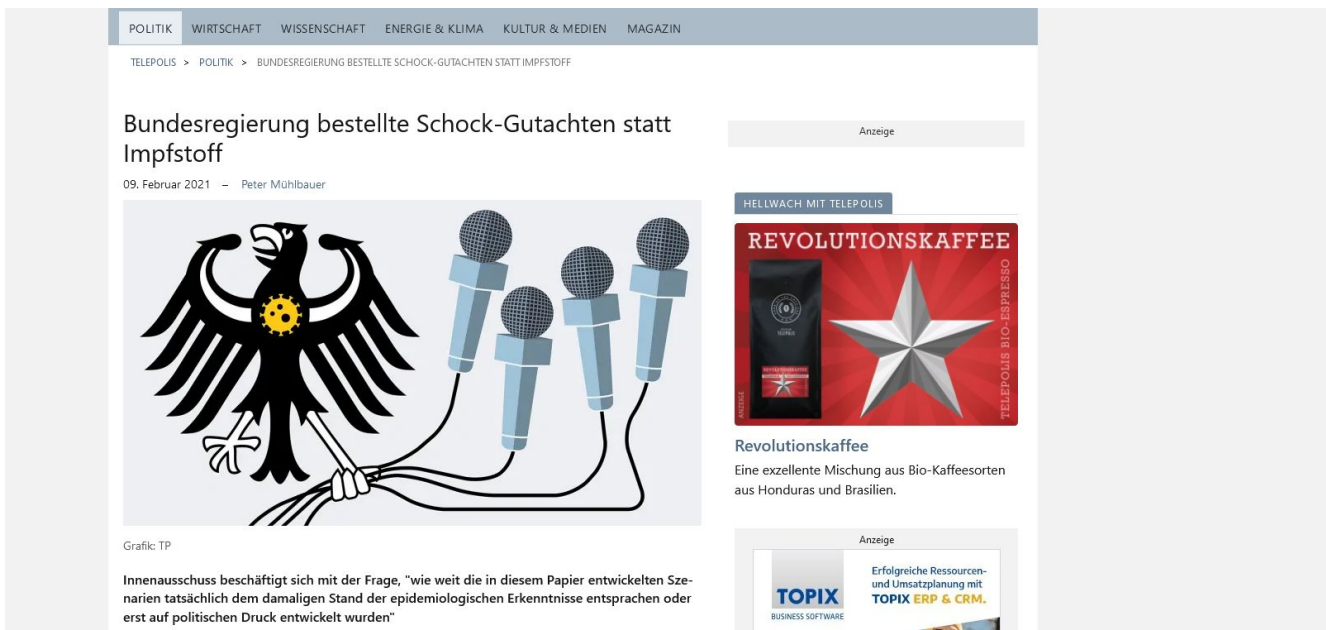 POLITIK WIRTSCHAFT WISSENSCHAFT ENERGIE & KLIMA KULTUR & MEDIEN MAGAZIN
TELEPOLIS > POLITIK > BUNDESREGIERUNG BESTELLTE SCHOCK-GUTACHTEN STATT IMPFSTOFF
Bundesregierung bestellte Schock-Gutachten statt
Impfstoff
09. Februar 2021 – Peter Mühlbauer
Grafik: TP
Innenausschuss beschäftigt sich mit der Frage, "wie weit die in diesem Papier entwickelten Sze-
narien tatsächlich dem damaligen Stand der epidemiologischen Erkenntnisse entsprachen oder
erst auf politischen Druck entwickelt wurden"
Anzeige
HELLWACH MIT TELEPOLIS
REVOLUTIONSKAFFEE
TELEPOLIS BIO-ESPRESSO
ANZEIGE
Revolutionskaffee
Eine exzellente Mischung aus Bio-Kaffeesorten
aus Honduras und Brasilien.
Anzeige
TOPIX
BUSINESS SOFTWARE
Erfolgreiche Ressourcen-
und Umsatzplanung mit
TOPIX ERP & CRM.